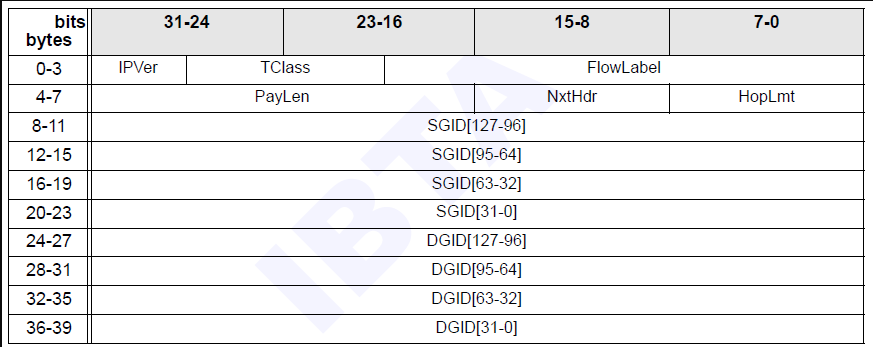 bits 31-24 23-16 15-8 7-0
bytes
0-3 IPVer TClass FlowLabel
4-7 PayLen NxtHdr HopLmt
8-11 SGID[127-96]
12-15 SGID[95-64]
16-19 SGID[63-32]
20-23 SGID[31-0]
24-27 DGID[127-96]
28-31 DGID[95-64]
32-35 DGID[63-32]
36-39 DGID[31-0]
IBTA